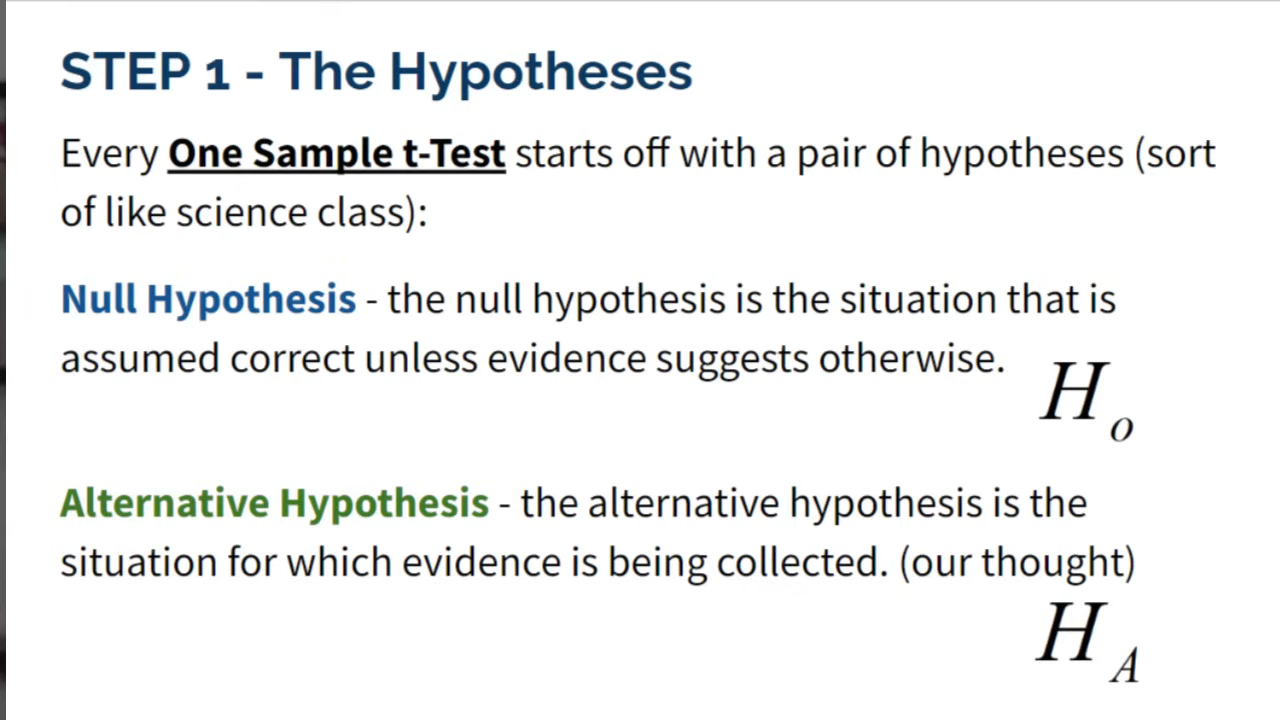 STEP 1 - The Hypotheses
Every One Sample t-Test starts off with a pair of hypotheses (sort
of like science class):
Null Hypothesis - the null hypothesis is the situation that is
assumed correct unless evidence suggests otherwise.
H o
Alternative Hypothesis - the alternative hypothesis is the
situation for which evidence is being collected. (our thought)
H A